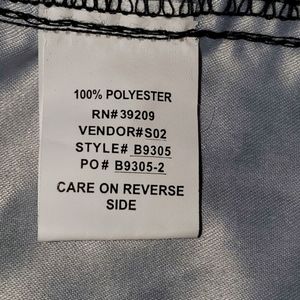 100% POLYESTER
RN# 39209
VENDOR#S02
STYLE# B9305
PO# B9305-2
CARE ON REVERSE
SIDE